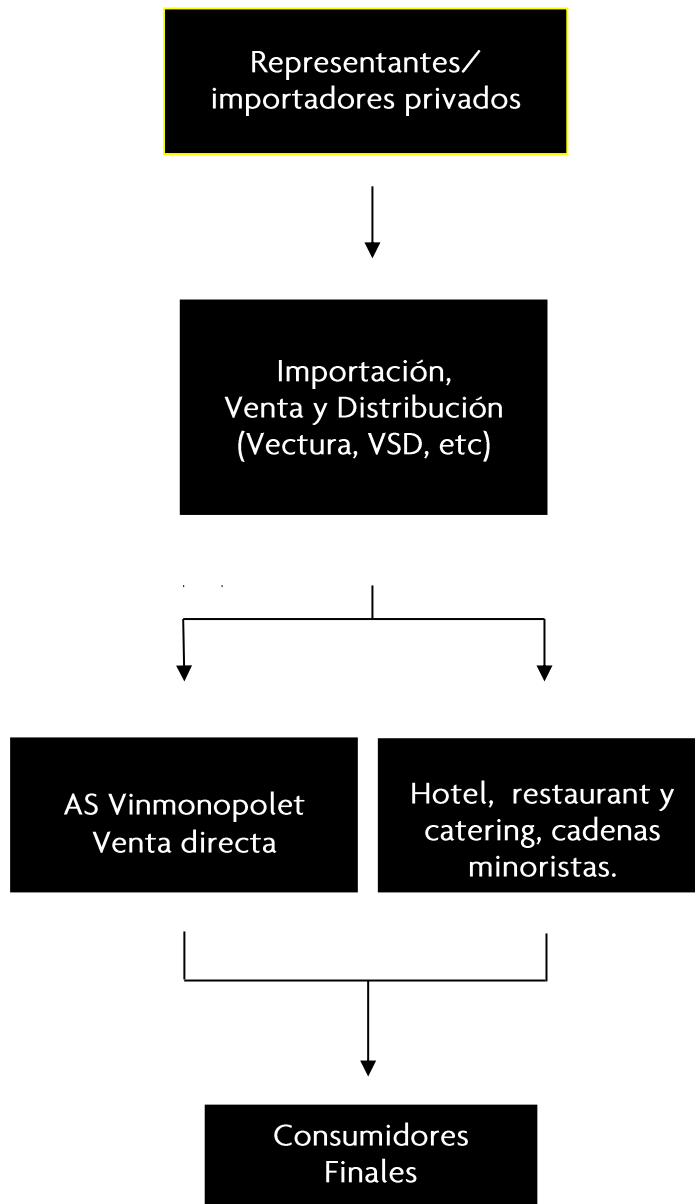 Representantes/
importadores privados
Importación,
Venta y Distribución
(Vectura, VSD, etc)
AS Vinmonopolet
Venta directa
Hotel, restaurant y
catering, cadenas
minoristas.
Consumidores
Finales